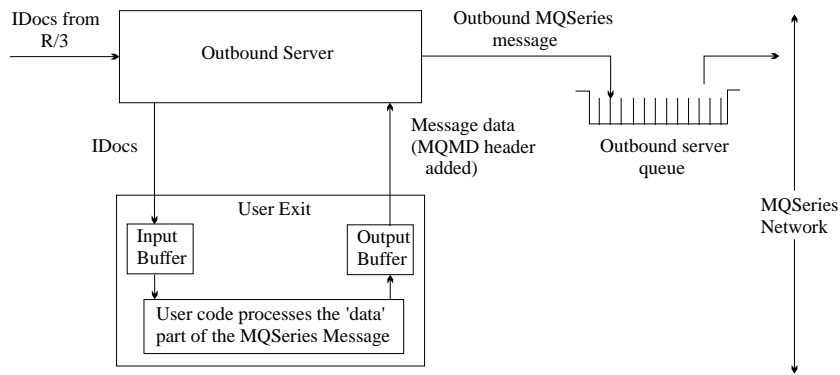 IDocs from
R/3
Outbound Server
Outbound MQSeries
message
IDocs
Message data
(MQMD header
added)
Outbound server
queue
MQSeries
Network
User Exit
Input
Buffer
Output
Buffer
User code processes the 'data'
part of the MQSeries Message